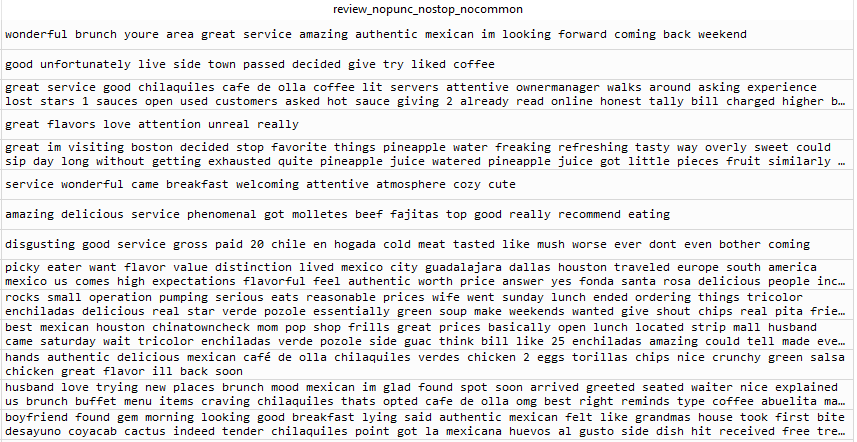 review_nopunc_nostop_nocommon
wonderful brunch youre area great service amazing authentic mexican im looking forward coming back weekend
good unfortunately live side town passed decided give try liked coffee
great service good chilaquiles cafe de olla coffee lit servers attentive ownermanager walks around asking experience
lost stars 1 sauces open used customers asked hot sauce giving 2 already read online honest tally bill charged higher b…
great flavors love attention unreal really
great im visiting boston decided stop favorite things pineapple water freaking refreshing tasty way overly sweet could
sip day long without getting exhausted quite pineapple juice watered pineapple juice got little pieces fruit similarly …
service wonderful came breakfast welcoming attentive atmosphere cozy cute
amazing delicious service phenomenal got molletes beef fajitas top good really recommend eating
disgusting good service gross paid 20 chile en hogada cold meat tasted like mush worse ever dont even bother coming
picky eater want flavor value distinction lived mexico city guadalajara dallas houston traveled europe south america
mexico us comes high expectations flavorful feel authentic worth price answer yes fonda santa rosa delicious people inc…
rocks small operation pumping serious eats reasonable prices wife went sunday lunch ended ordering things tricolor
enchiladas delicious real star verde pozole essentially green soup make weekends wanted give shout chips real pita frie…
best mexican houston chinatowncheck mom pop shop frills great prices basically open lunch located strip mall husband
came saturday wait tricolor enchiladas verde pozole side guac think bill like 25 enchiladas amazing could tell made eve…
hands authentic delicious mexican café de olla chilaquiles verdes chicken 2 eggs torillas chips nice crunchy green salsa
chicken great flavor ill back soon
husband love trying new places brunch mood mexican im glad found spot soon arrived greeted seated waiter nice explained
us brunch buffet menu items craving chilaquiles thats opted cafe de olla omg best right reminds type coffee abuelita ma…
boyfriend found gem morning looking good breakfast lying said authentic mexican felt like grandmas house took first bite
desayuno coyacab cactus indeed tender chilaquiles point got la mexicana huevos al gusto side dish hit received free tre…